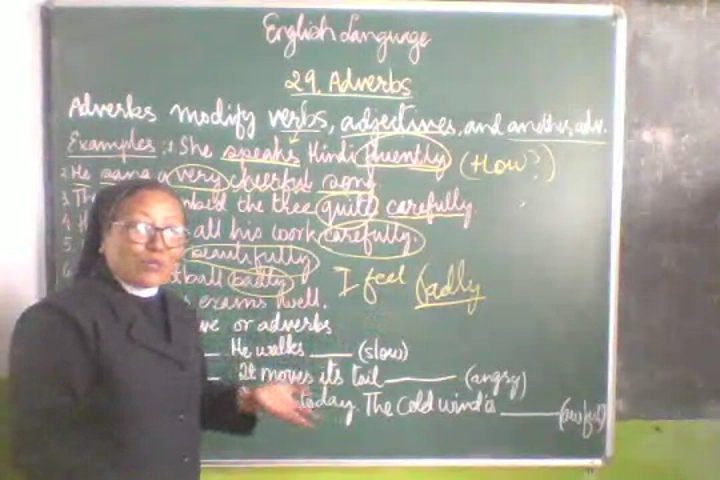 English Language
29. Adverbs
Adverbs modify verbs, adjectives, and another adv.
Examples :: She speaks Hindi fluently (How?)
2. He sang a very cheerful song.
3. the tree quite carefully.
4. all his work carefully.
5. beautifully
badly I feel badly
exams well.
or adverbs
He walks ____ (slow)
It moves its tail ____ (angry)
today. The cold wind is ____ (awful)